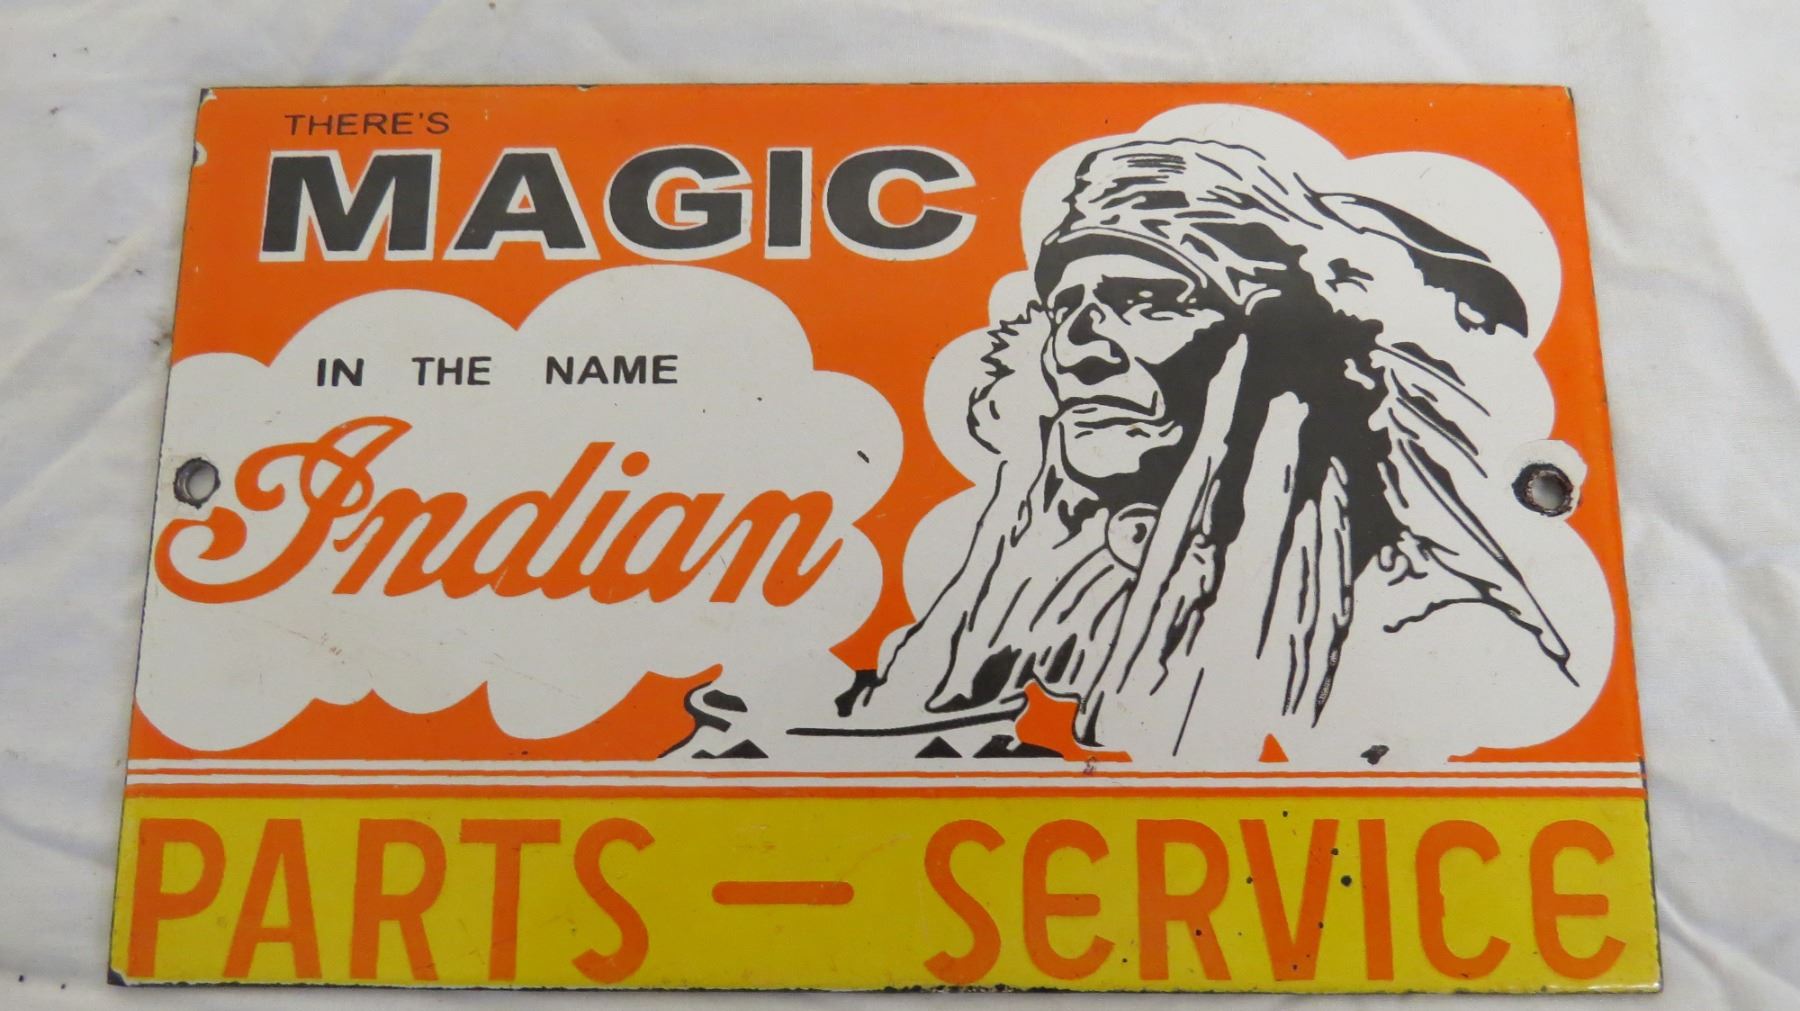 THERE'S
MAGIC
IN THE NAME
Indian
PARTS - SERVICE